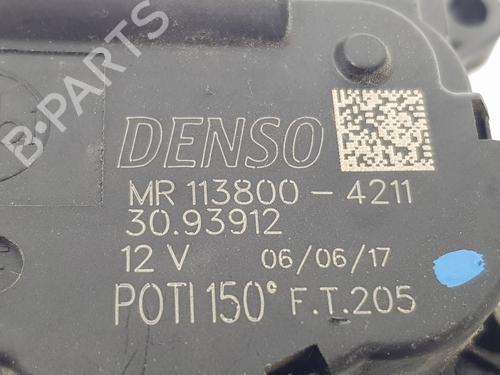 B-PARTS
DENSO
MR 113800-4211
30.93912
12 V 06/06/17
POTI 150° F.T.205